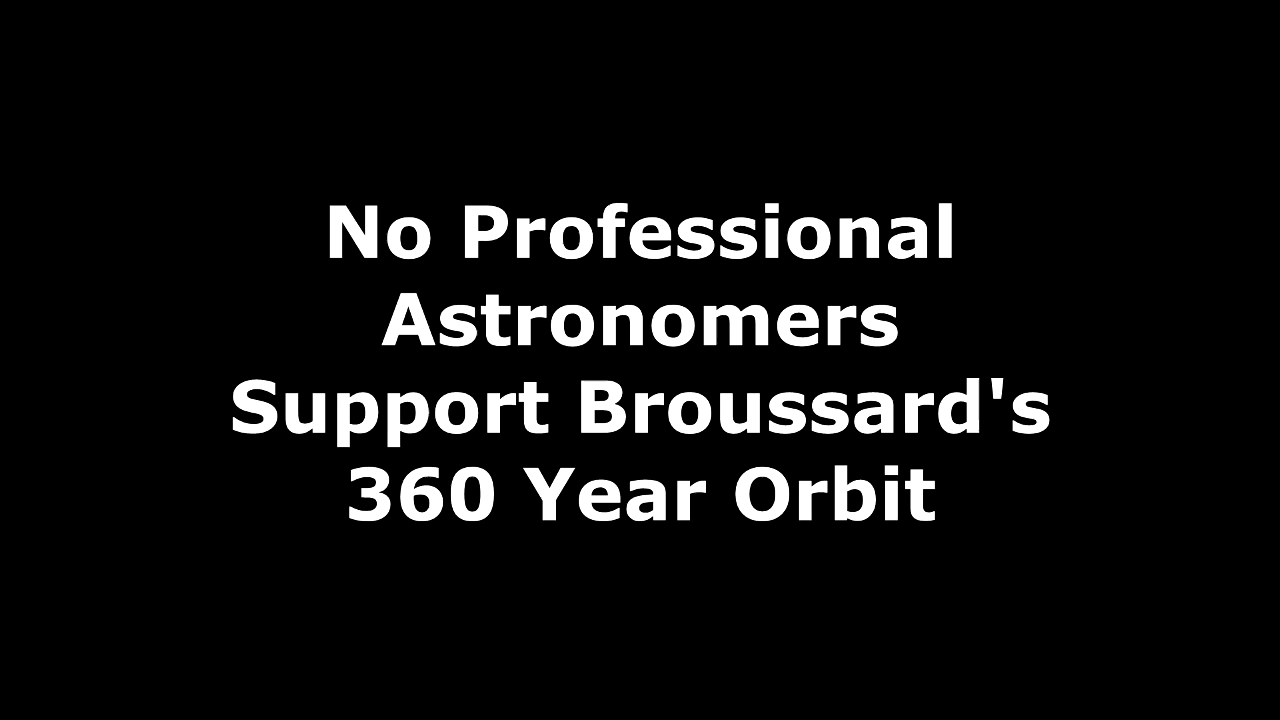 No Professional
Astronomers
Support Broussard's
360 Year Orbit